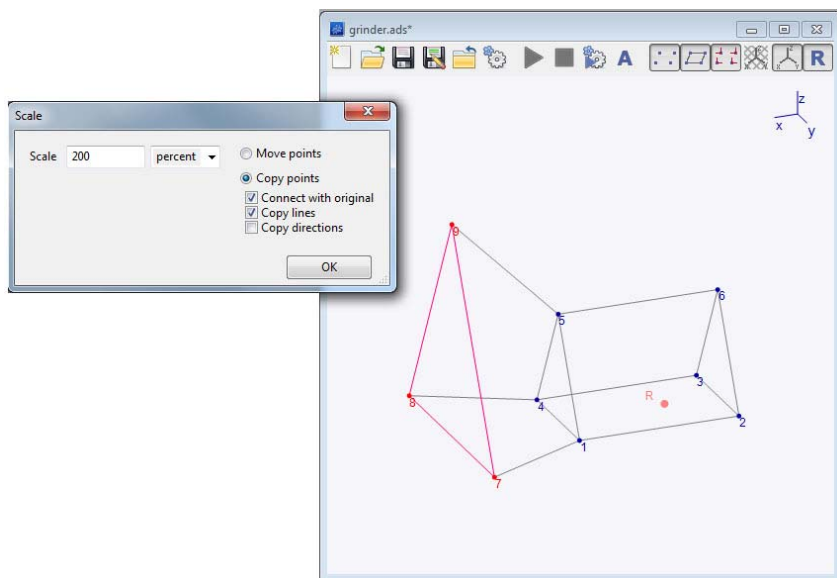 grinder.ads*
A R
Scale
Scale 200 percent
Move points
Copy points
Connect with original
Copy lines
Copy directions
OK
z
x
y
9
6
5
3
8
4
R
2
1
7